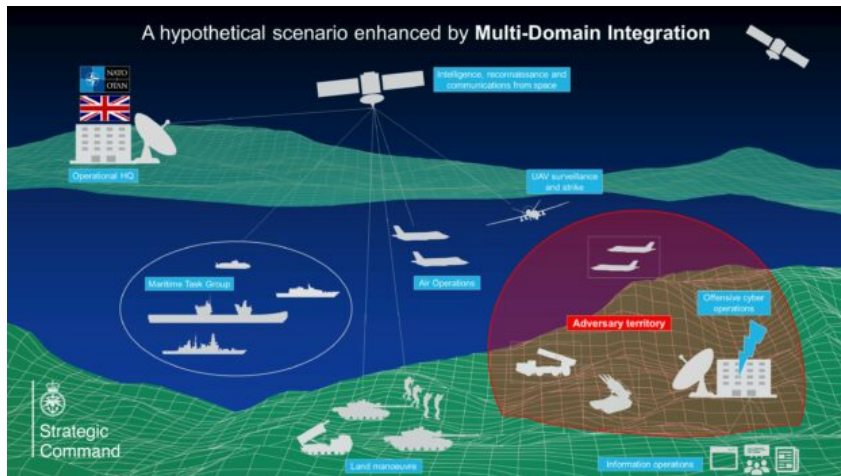 A hypothetical scenario enhanced by Multi-Domain Integration
NATO
OTAN
Intelligence, reconnaissance and
communications from space
Operational HQ
UAV surveillance
and strike
Maritime Task Group
Air Operations
Offensive cyber
operations
Adversary territory
Strategic
Command
Land manoeuvre
Information operations